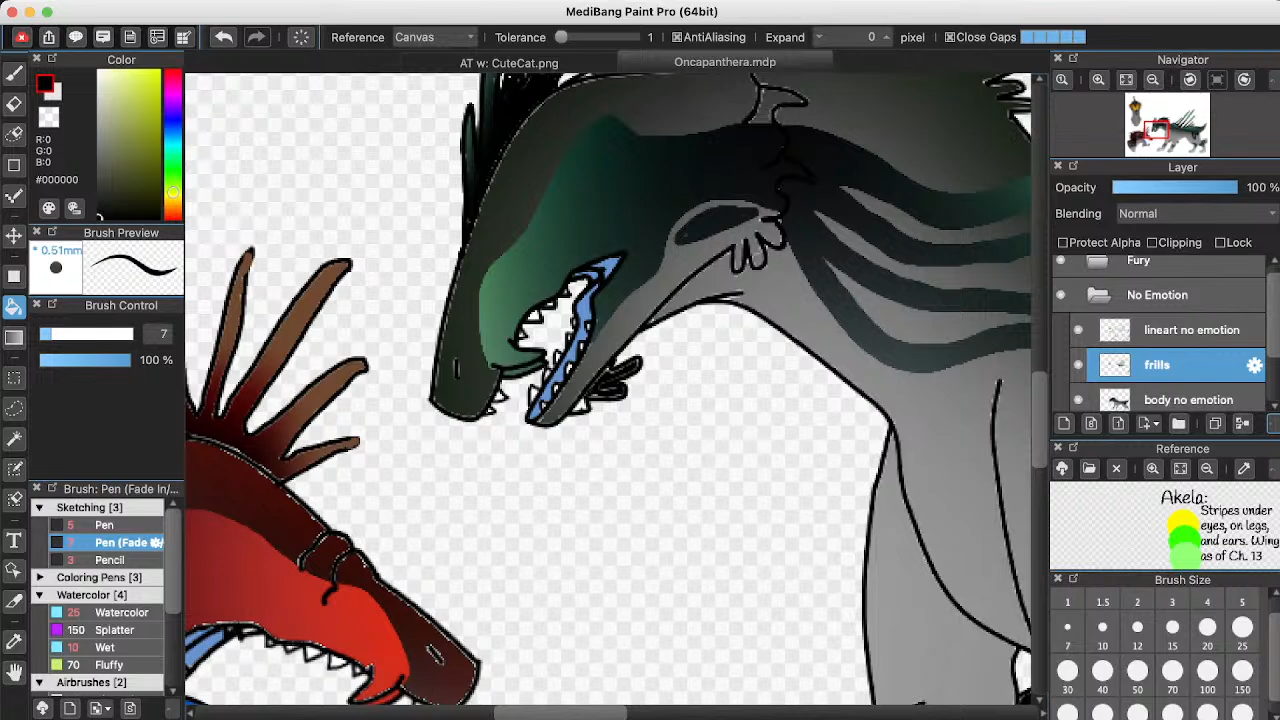 MediBang Paint Pro (64bit)
Reference Canvas Tolerance 1 AntiAliasing Expand 0 pixel Close Gaps
AT w: CuteCat.png Oncapanthera.mdp
Color
R:0
G:0
B:0
#000000
Brush Preview
* 0.51mm
Brush Control
7
100 %
Brush: Pen (Fade In/...
Sketching [3]
5 Pen
7 Pen (Fade
3 Pencil
Coloring Pens [3]
Watercolor [4]
25 Watercolor
150 Splatter
10 Wet
70 Fluffy
Airbrushes [2]
Navigator
Layer
Opacity 100 %
Blending Normal
Protect Alpha Clipping Lock
Fury
No Emotion
lineart no emotion
frills
body no emotion
Reference
Akela:
Stripes under
eyes, on legs,
and ears. Wing
as of Ch. 13
Brush Size
1 1.5 2 3 4 5
7 10 12 15 20 25
30 40 50 70 100 150